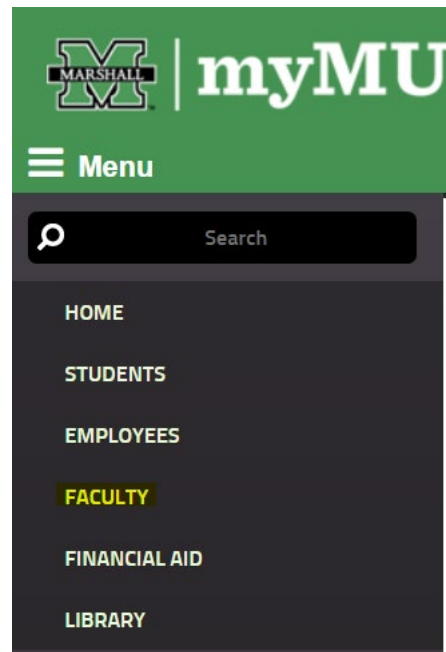 MARSHALL | myMU
Menu
Search
HOME
STUDENTS
EMPLOYEES
FACULTY
FINANCIAL AID
LIBRARY